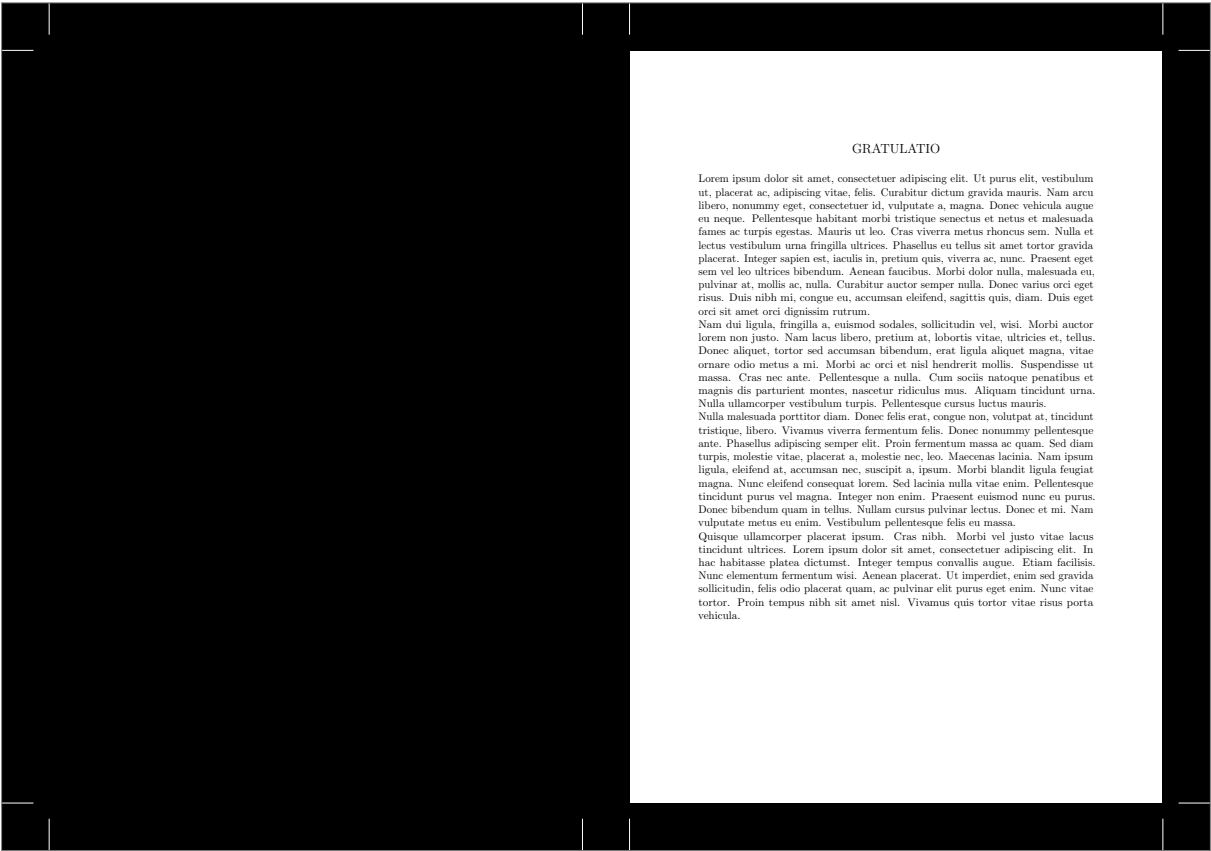 GRATULATIO
Lorem ipsum dolor sit amet, consectetuer adipiscing elit. Ut purus elit, vestibulum
ut, placerat ac, adipiscing vitae, felis. Curabitur dictum gravida mauris. Nam arcu
libero, nonummy eget, consectetuer id, vulputate a, magna. Donec vehicula augue
eu neque. Pellentesque habitant morbi tristique senectus et netus et malesuada
fames ac turpis egestas. Mauris ut leo. Cras viverra metus rhoncus sem. Nulla et
lectus vestibulum urna fringilla ultrices. Phasellus eu tellus sit amet tortor gravida
placerat. Integer sapien est, iaculis in, pretium quis, viverra ac, nunc. Praesent eget
sem vel leo ultrices bibendum. Aenean faucibus. Morbi dolor nulla, malesuada eu,
pulvinar at, mollis ac, nulla. Curabitur auctor semper nulla. Donec varius orci eget
risus. Duis nibh mi, congue eu, accumsan eleifend, sagittis quis, diam. Duis eget
orci sit amet orci dignissim rutrum.
Nam dui ligula, fringilla a, euismod sodales, sollicitudin vel, wisi. Morbi auctor
lorem non justo. Nam lacus libero, pretium at, lobortis vitae, ultricies et, tellus.
Donec aliquet, tortor sed accumsan bibendum, erat ligula aliquet magna, vitae
ornare odio metus a mi. Morbi ac orci et nisl hendrerit mollis. Suspendisse ut
massa. Cras nec ante. Pellentesque a nulla. Cum sociis natoque penatibus et
magnis dis parturient montes, nascetur ridiculus mus. Aliquam tincidunt urna.
Nulla ullamcorper vestibulum turpis. Pellentesque cursus luctus mauris.
Nulla malesuada porttitor diam. Donec felis erat, congue non, volutpat at, tincidunt
tristique, libero. Vivamus viverra fermentum felis. Donec nonummy pellentesque
ante. Phasellus adipiscing semper elit. Proin fermentum massa ac quam. Sed diam
turpis, molestie vitae, placerat a, molestie nec, leo. Maecenas lacinia. Nam ipsum
ligula, eleifend at, accumsan nec, suscipit a, ipsum. Morbi blandit ligula feugiat
magna. Nunc eleifend consequat lorem. Sed lacinia nulla vitae enim. Pellentesque
tincidunt purus vel magna. Integer non enim. Praesent euismod nunc eu purus.
Donec bibendum quam in tellus. Nullam cursus pulvinar lectus. Donec et mi. Nam
vulputate metus eu enim. Vestibulum pellentesque felis eu massa.
Quisque ullamcorper placerat ipsum. Cras nibh. Morbi vel justo vitae lacus
tincidunt ultrices. Lorem ipsum dolor sit amet, consectetuer adipiscing elit. In
hac habitasse platea dictumst. Integer tempus convallis augue. Etiam facilisis.
Nunc elementum fermentum wisi. Aenean placerat. Ut imperdiet, enim sed gravida
sollicitudin, felis odio placerat quam, ac pulvinar elit purus eget enim. Nunc vitae
tortor. Proin tempus nibh sit amet nisl. Vivamus quis tortor vitae risus porta
vehicula.